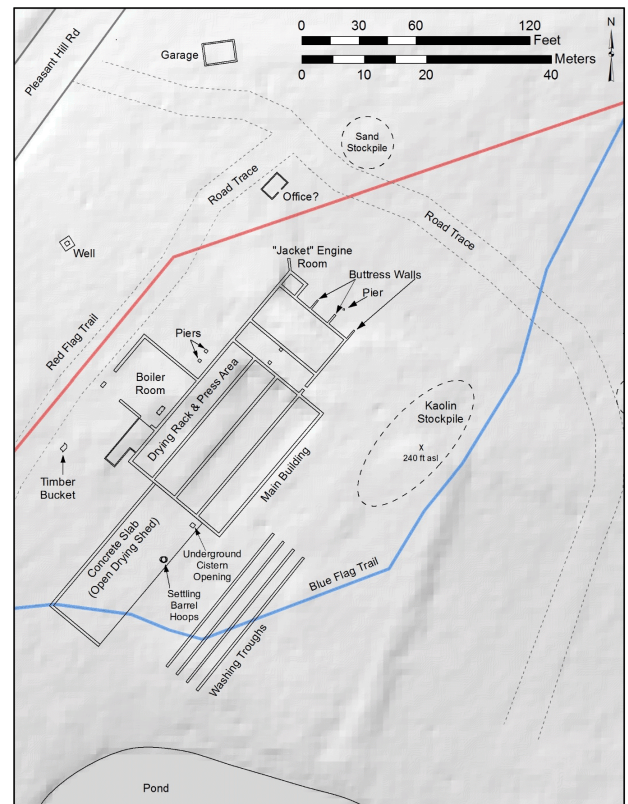 0 30 60 120
Feet
Meters
0 10 20 40
N
Pleasant Hill Rd
Garage
Sand
Stockpile
Road Trace
Office?
Road Trace
Well
"Jacket" Engine
Room
Buttress Walls
Pier
Red Flag Trail
Piers
Boiler
Room
Drying Rack & Press Area
Kaolin
Stockpile
x
240 ft asl
Main Building
Timber
Bucket
Concrete Slab
(Open Drying Shed)
Underground
Cistern
Opening
Settling
Barrel
Hoops
Blue Flag Trail
Washing Troughs
Pond